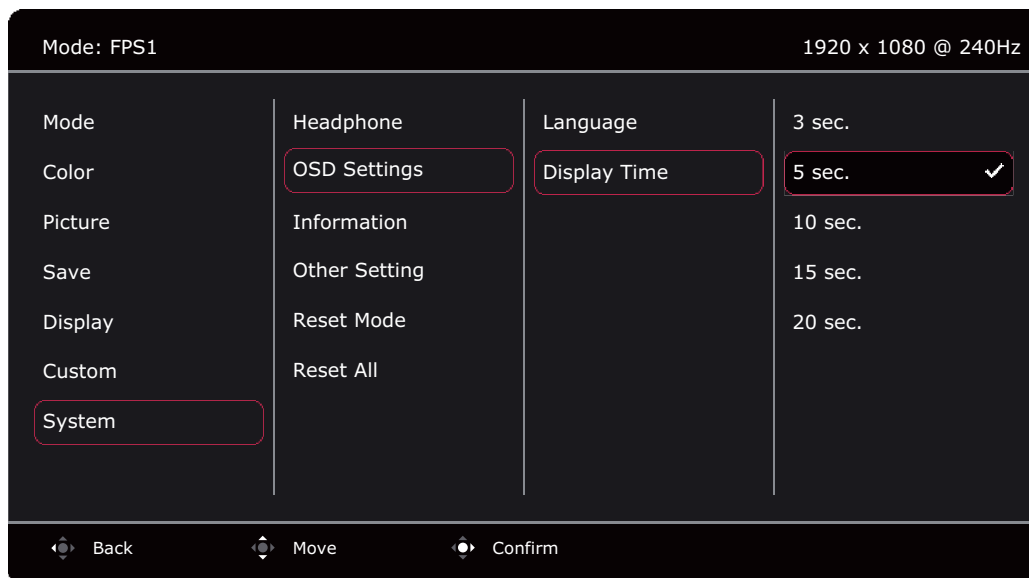 Mode: FPS1
1920 x 1080 @ 240Hz
Mode
Color
Picture
Save
Display
Custom
System
Headphone
OSD Settings
Information
Other Setting
Reset Mode
Reset All
Language
Display Time
3 sec.
5 sec.
10 sec.
15 sec.
20 sec.
Back
Move
Confirm